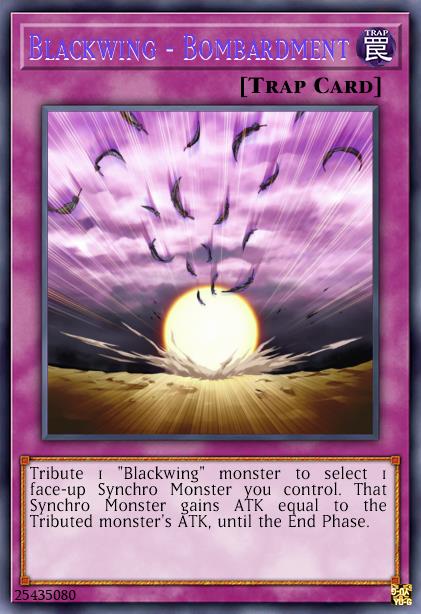 Blackwing - Bombardment
TRAP
罠
[Trap Card]
Tribute 1 "Blackwing" monster to select 1
face-up Synchro Monster you control. That
Synchro Monster gains ATK equal to the
Tributed monster's ATK, until the End Phase.
25435080